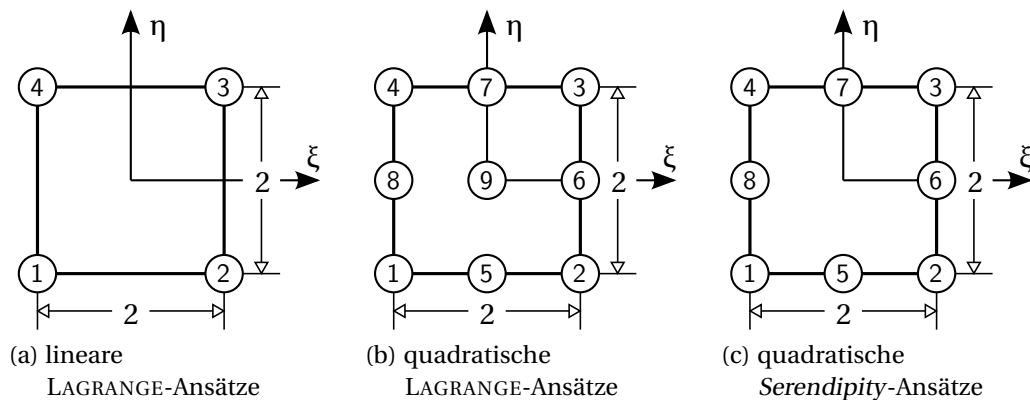 η η η
4 3 4 7 3 4 7 3
ξ ξ ξ
2 8 9 6 2 8 6 2
1 2 1 5 2 1 5 2
2 2 2
(a) lineare
LAGRANGE-Ansätze
(b) quadratische
LAGRANGE-Ansätze
(c) quadratische
Serendipity-Ansätze